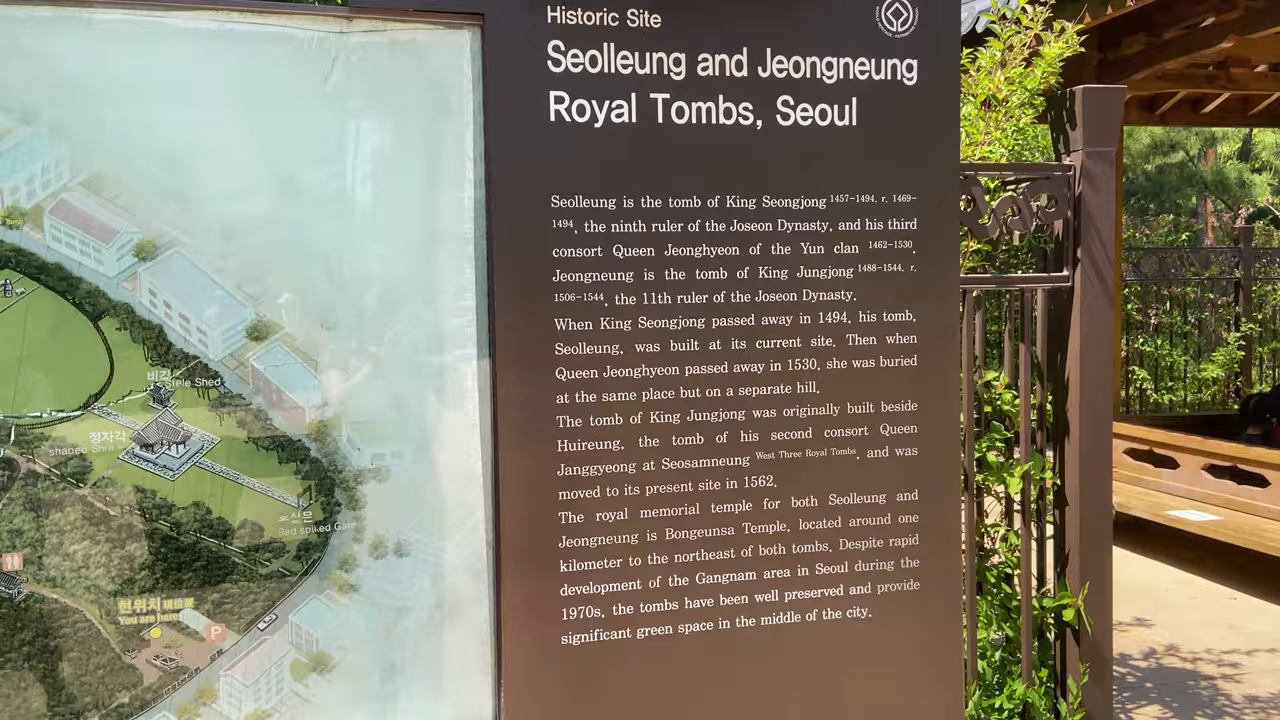 Historic Site
Seolleung and Jeongneung
Royal Tombs, Seoul
Seolleung is the tomb of King Seongjong 1457-1494, r. 1469-
1494, the ninth ruler of the Joseon Dynasty, and his third
consort Queen Jeonghyeon of the Yun clan 1462-1530.
Jeongneung is the tomb of King Jungjong 1488-1544, r.
1506-1544, the 11th ruler of the Joseon Dynasty.
When King Seongjong passed away in 1494, his tomb,
Seolleung, was built at its current site. Then when
Queen Jeonghyeon passed away in 1530, she was buried
at the same place but on a separate hill.
The tomb of King Jungjong was originally built beside
Huireung, the tomb of his second consort Queen
Janggyeong at Seosamneung West Three Royal Tombs, and was
moved to its present site in 1562.
The royal memorial temple for both Seolleung and
Jeongneung is Bongeunsa Temple, located around one
kilometer to the northeast of both tombs. Despite rapid
development of the Gangnam area in Seoul during the
1970s, the tombs have been well preserved and provide
significant green space in the middle of the city.
비각
Stele Shed
정자각
shaped Shrine
홍살문
Red spiked Gate
현위치 現位置
You are here
P